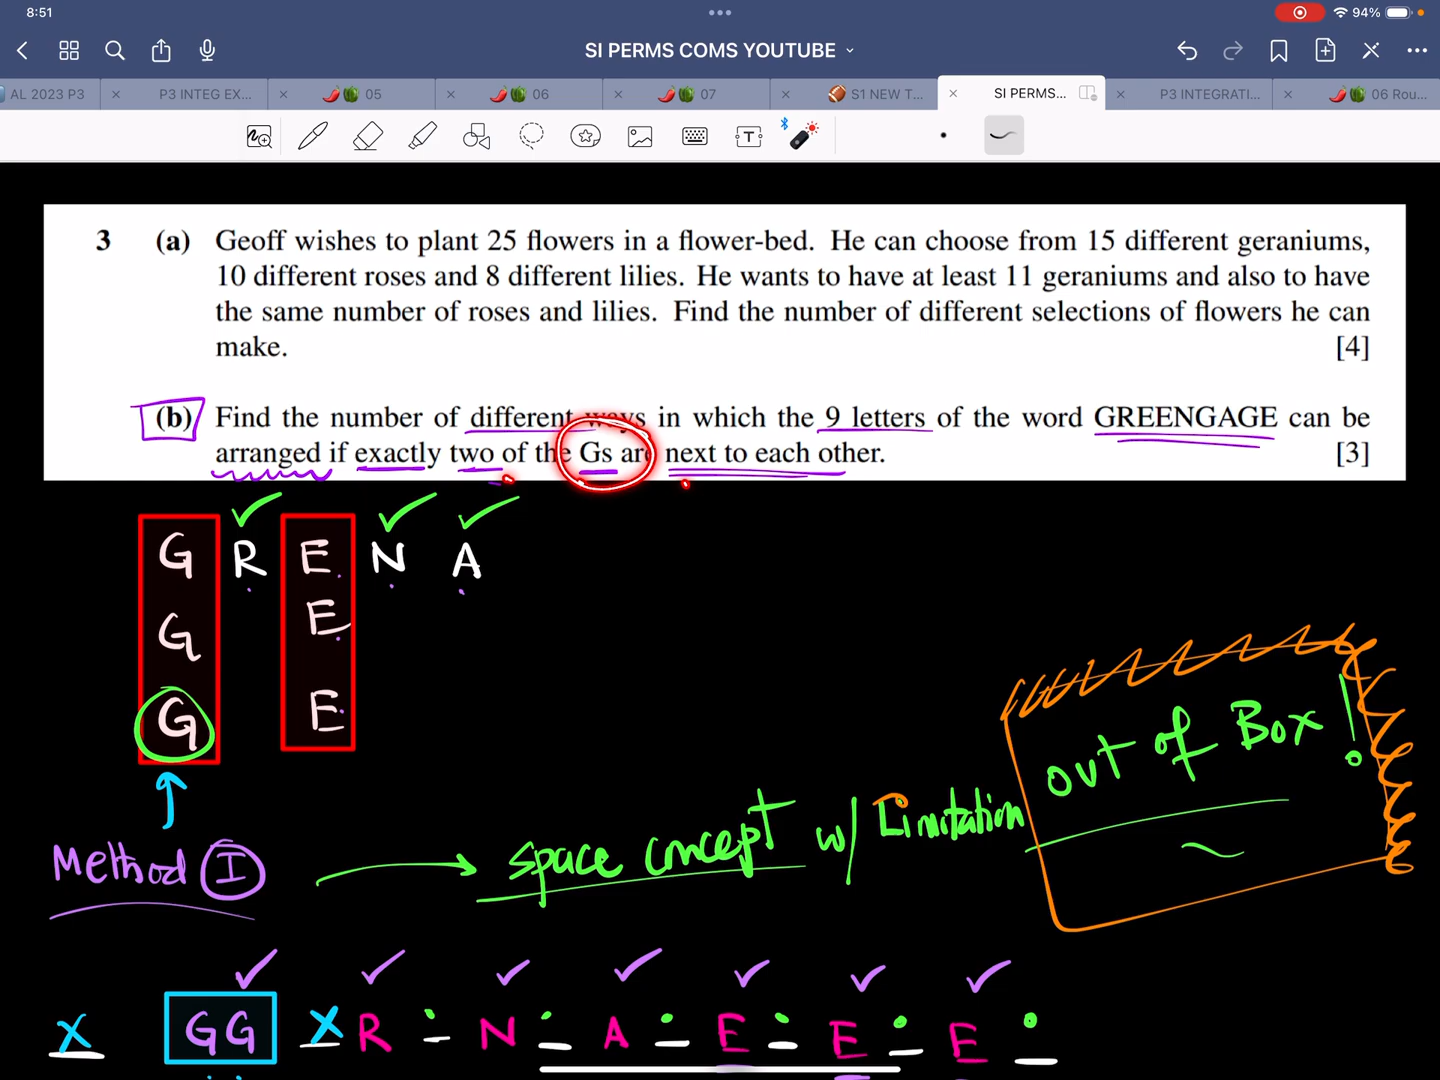 8:51
94%
SI PERMS COMS YOUTUBE
AL 2023 P3
P3 INTEG EX...
05
06
07
S1 NEW T...
SI PERMS...
P3 INTEGRATI...
06 Rou...
3 (a) Geoff wishes to plant 25 flowers in a flower-bed. He can choose from 15 different geraniums,
10 different roses and 8 different lilies. He wants to have at least 11 geraniums and also to have
the same number of roses and lilies. Find the number of different selections of flowers he can
make. [4]
(b) Find the number of different ways in which the 9 letters of the word GREENGAGE can be
arranged if exactly two of the Gs are next to each other. [3]
G R E N A
G E
G E
out of Box!
Method I space concept w/ Limitation
X GG X R N A E E E